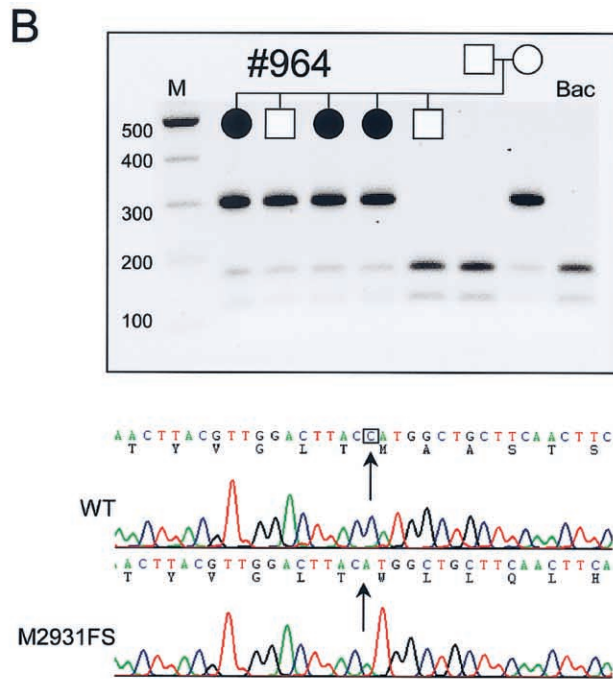 B
#964
M
Bac
500
400
300
200
100
AACTTACGTTGGACTTACCATGGCTGCTTCAACTTC
T Y V G L T M A A S T S
WT
ACTTACGTTGGACTTACATGGCTGCTTCAACTTCA
T Y V G L T W L L Q L H
M2931FS